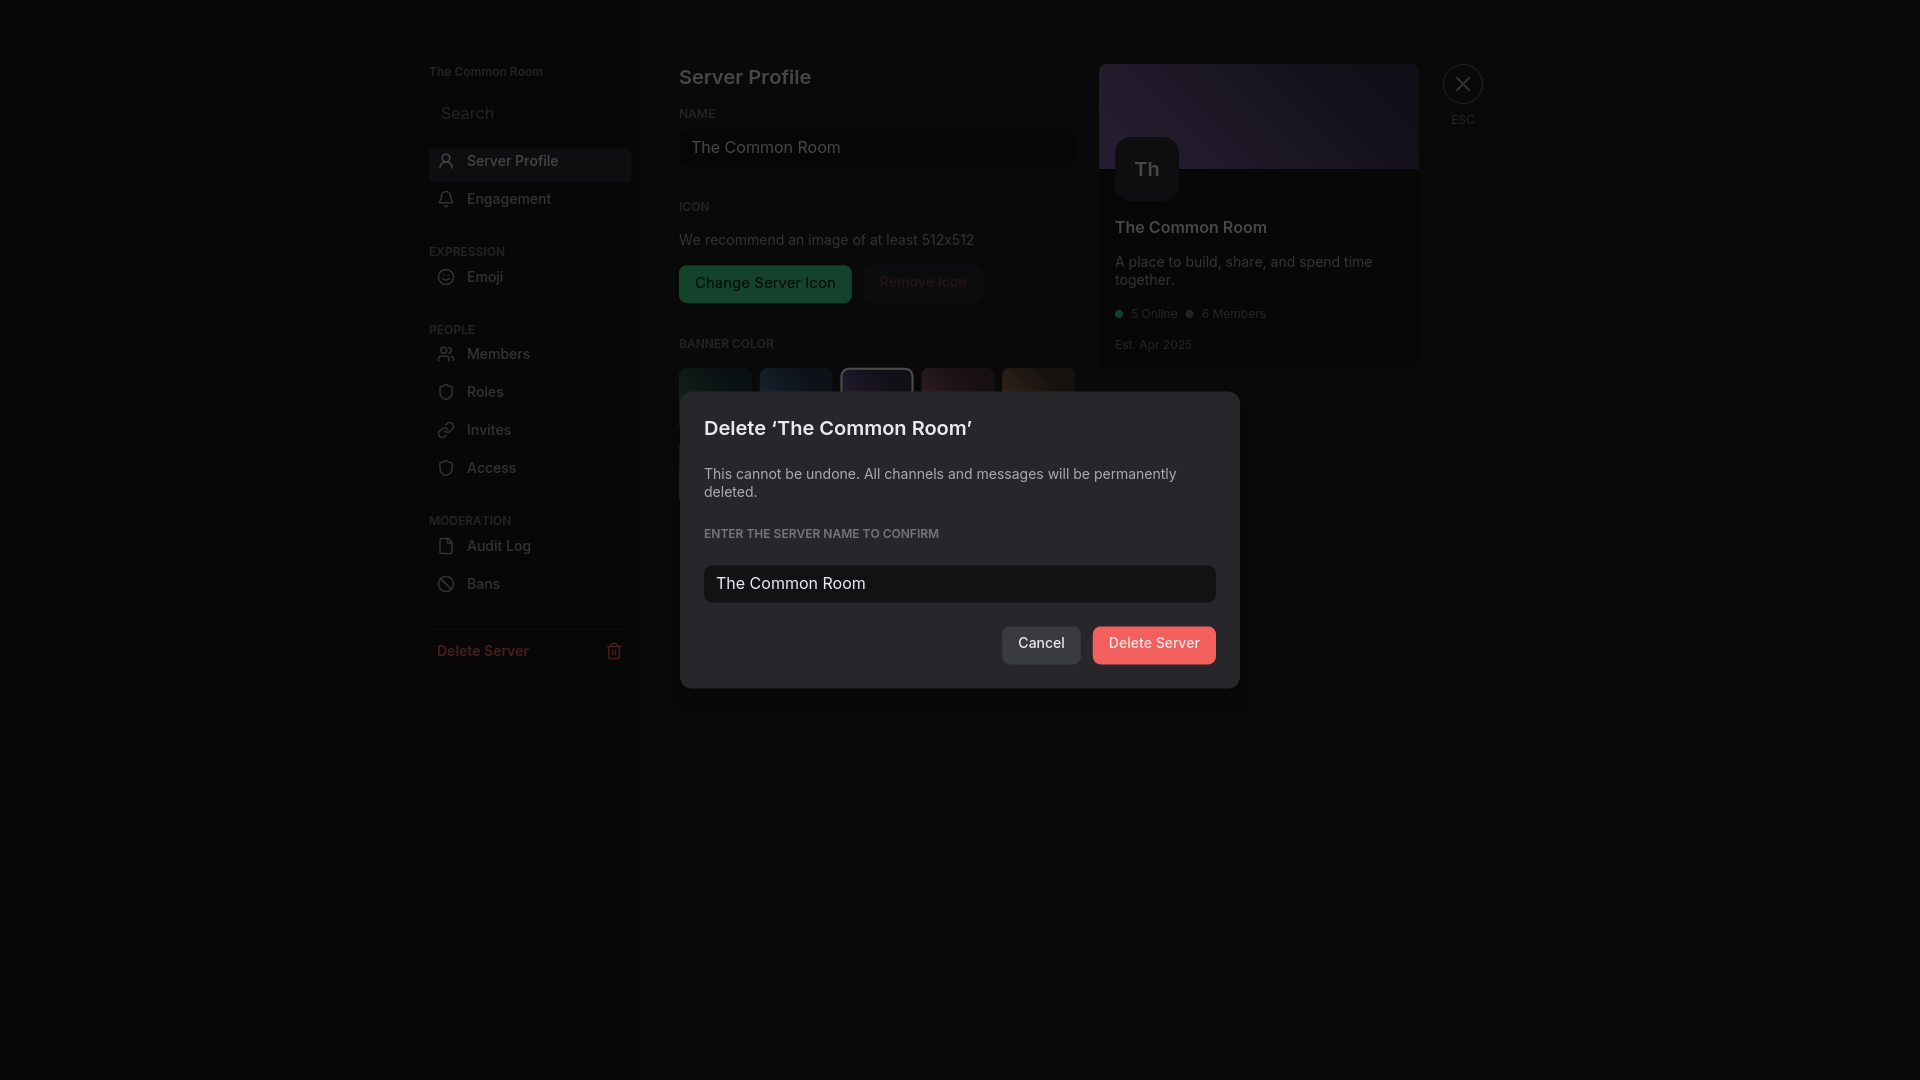 The Common Room
Search
Server Profile
Engagement
EXPRESSION
Emoji
PEOPLE
Members
Roles
Invites
Access
MODERATION
Audit Log
Bans
Delete Server
Server Profile
NAME
The Common Room
ICON
We recommend an image of at least 512x512
Change Server Icon
Remove Icon
BANNER COLOR
Th
The Common Room
A place to build, share, and spend time
together.
5 Online 6 Members
Est. Apr 2025
ESC
Delete ‘The Common Room’
This cannot be undone. All channels and messages will be permanently
deleted.
ENTER THE SERVER NAME TO CONFIRM
The Common Room
Cancel
Delete Server